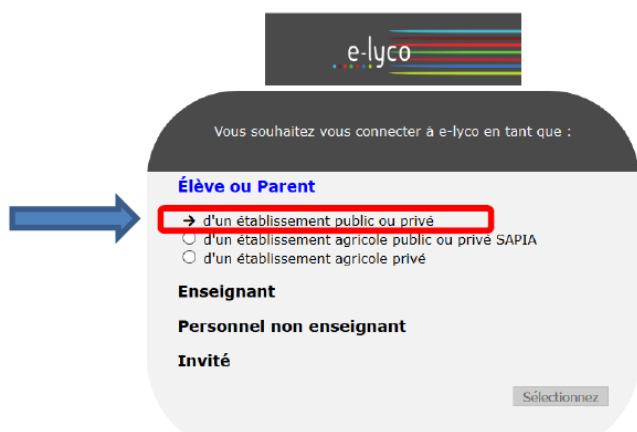 e-lyco
Vous souhaitez vous connecter à e-lyco en tant que :
Élève ou Parent
→ d'un établissement public ou privé
d'un établissement agricole public ou privé SAPIA
d'un établissement agricole privé
Enseignant
Personnel non enseignant
Invité
Sélectionnez